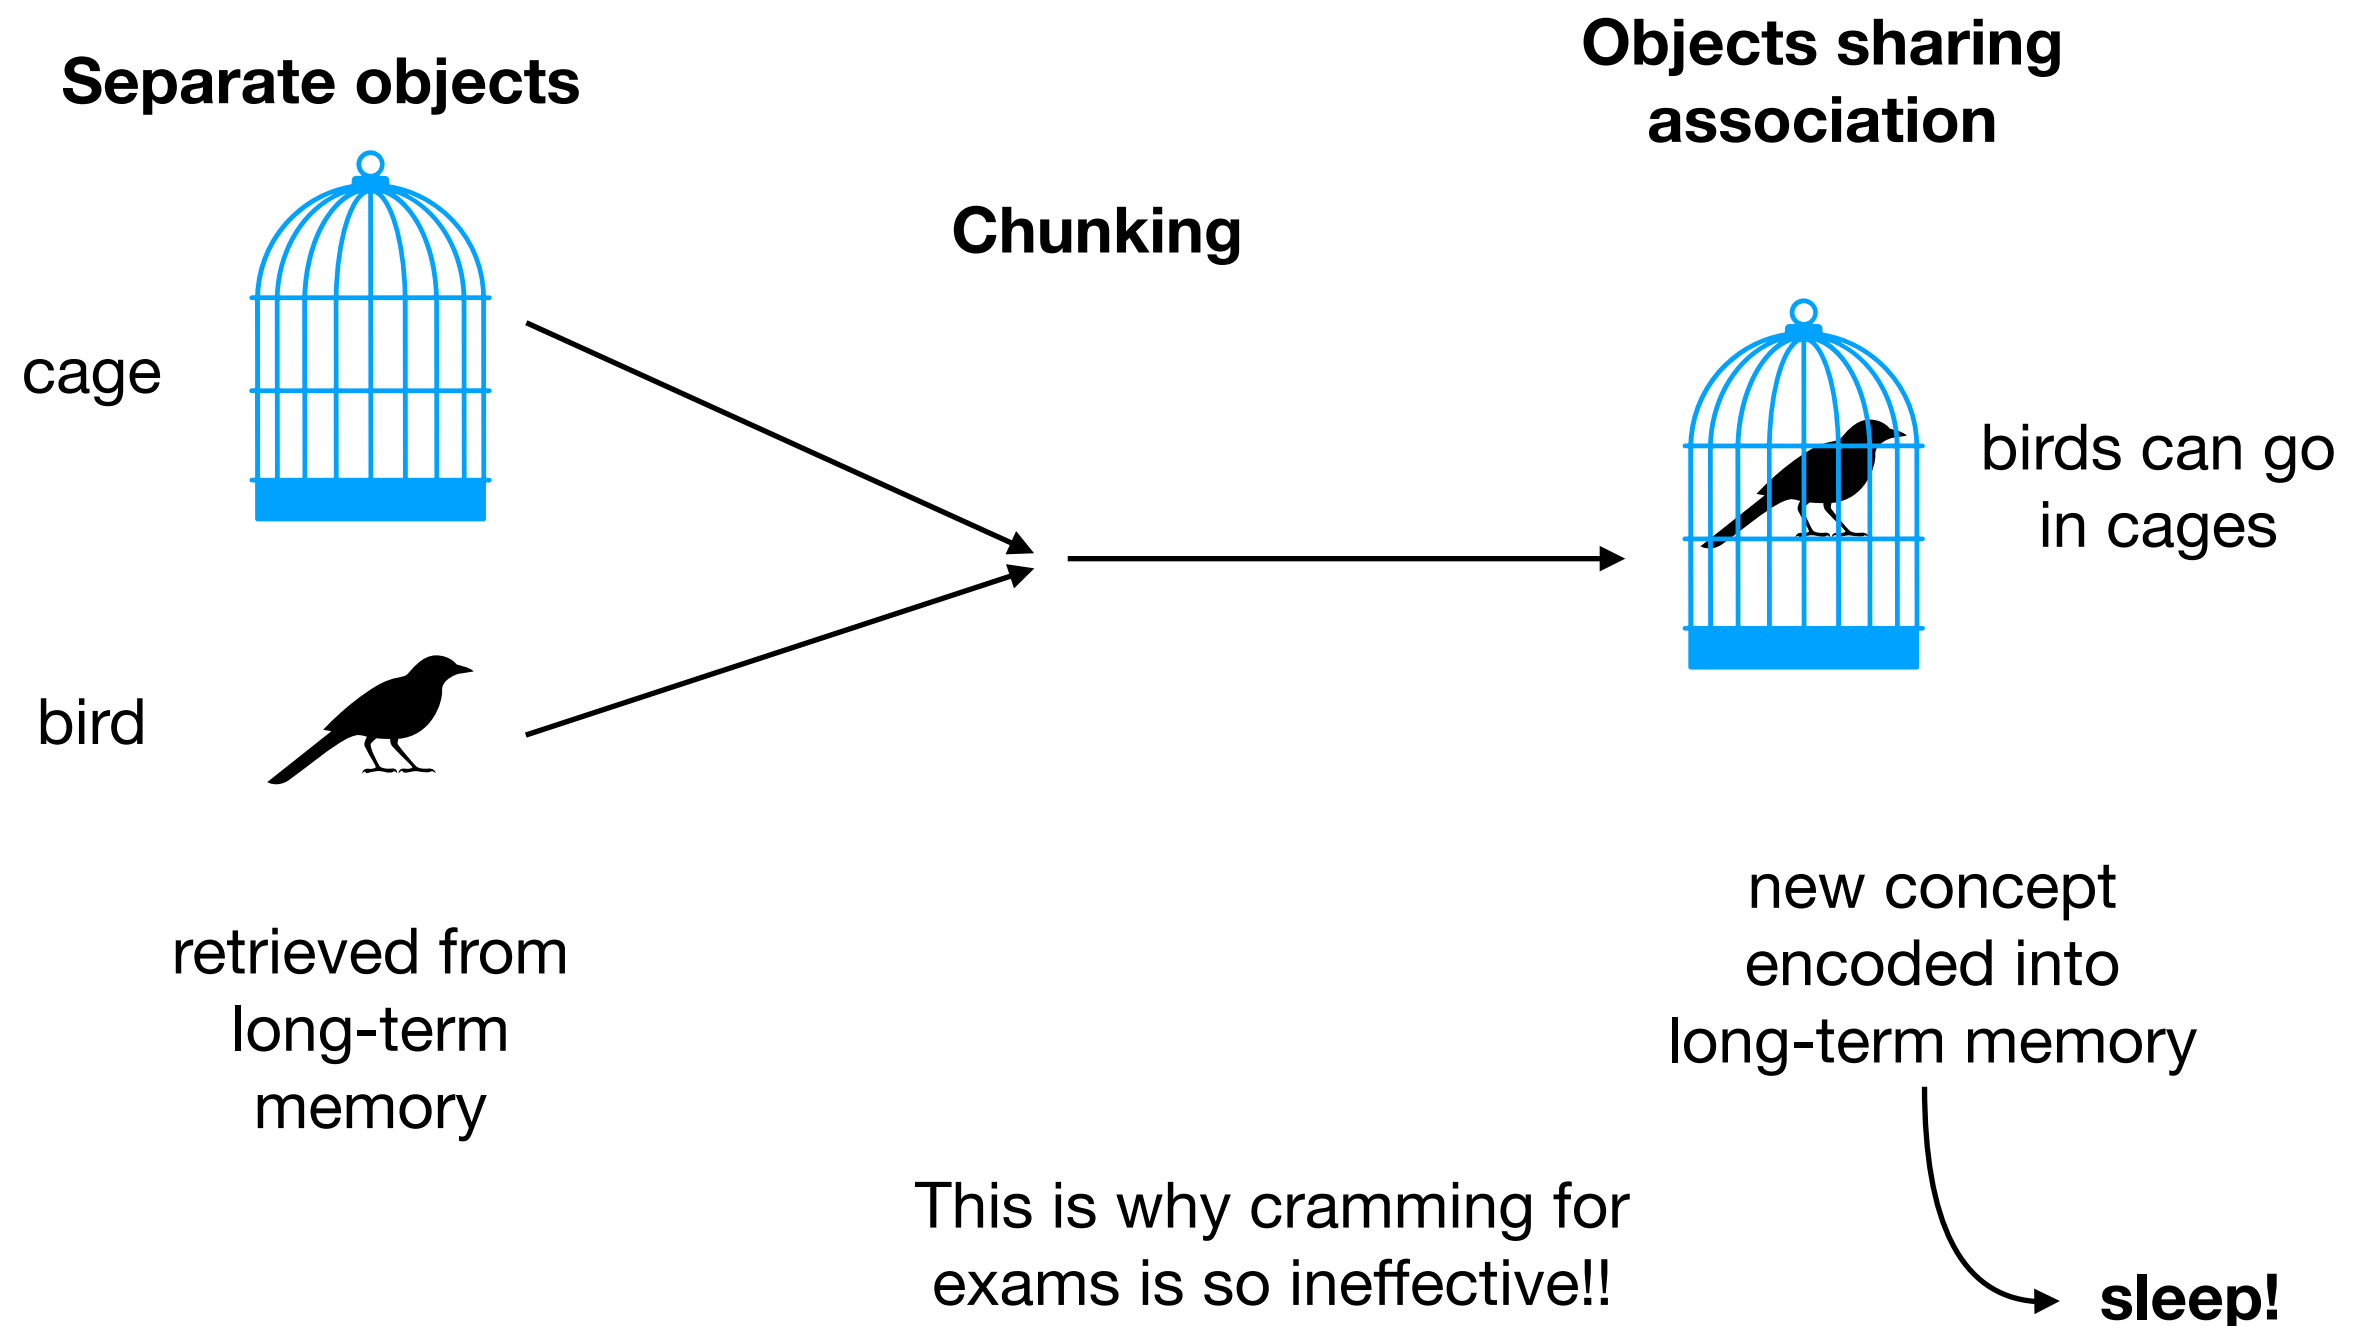 Separate objects
cage
bird
retrieved from
long-term
memory
Chunking
Objects sharing
association
birds can go
in cages
new concept
encoded into
long-term memory
This is why cramming for
exams is so ineffective!!
sleep!